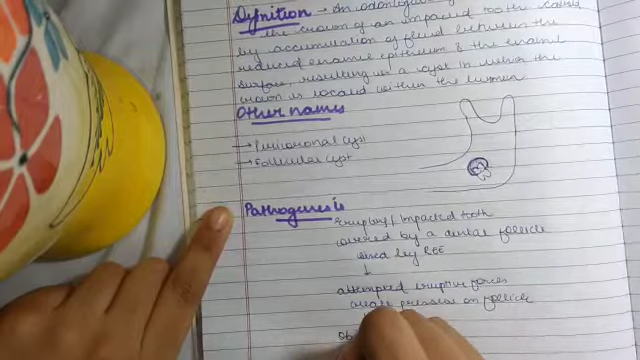 Definition - An odontogenic
the crown of an impacted tooth caused
by accumulation of fluid between the
reduced enamel epithelium & the enamel
surface, resulting in a cyst in which the
crown is located within the lumen
Other names
→ Pericoronal cyst
→ Follicular cyst
Pathogenesis
erupting/impacted tooth
covered by a dental follicle
lined by REE
↓
attempted eruptive forces
create pressure on follicle